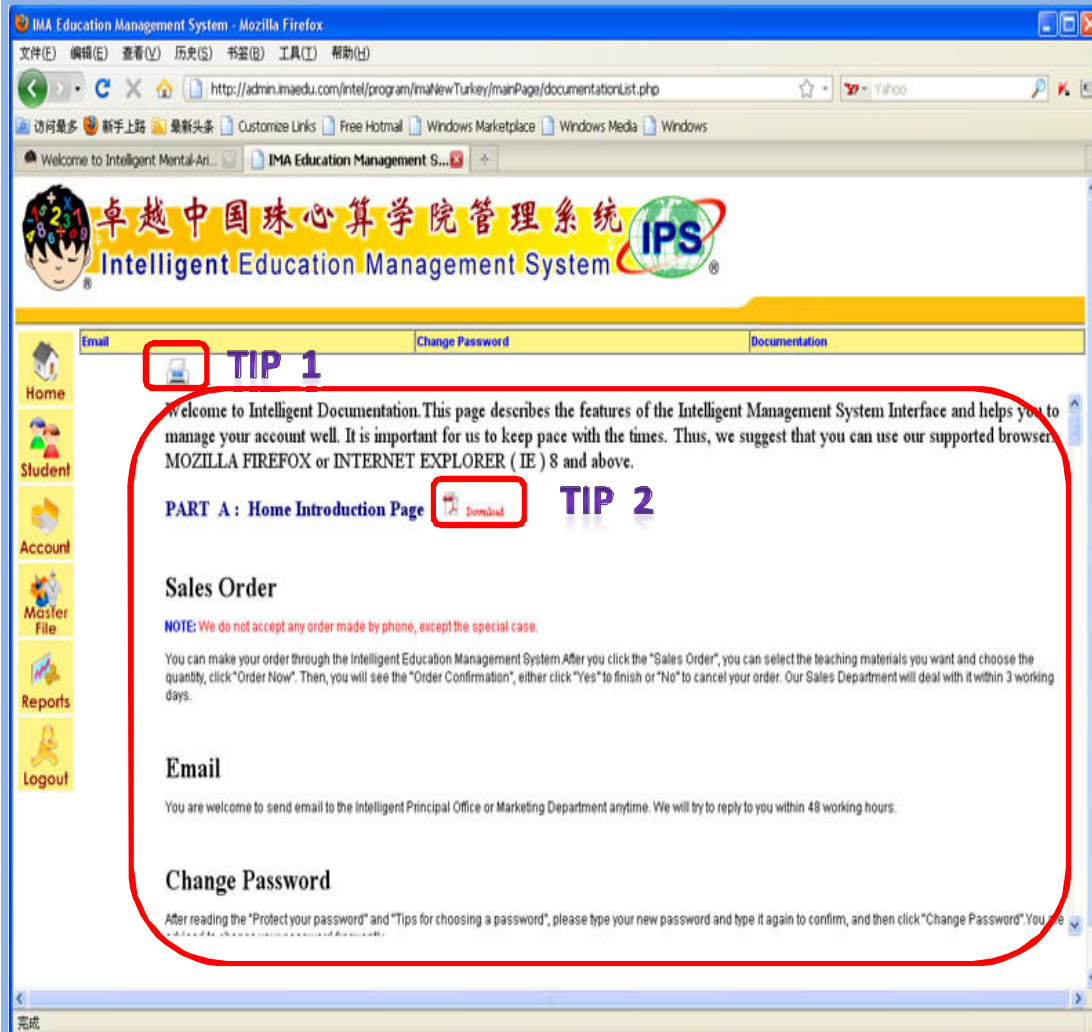 IMA Education Management System - Mozilla Firefox
文件(F) 编辑(E) 查看(V) 历史(S) 书签(B) 工具(T) 帮助(H)
http://admin.imaedu.com/intel/program/imaNewTurkey/mainPage/documentationList.php Yahoo
访问最多 新手上路 最新头条 Customize Links Free Hotmail Windows Marketplace Windows Media Windows
Welcome to Intelligent Mental-Ari... IMA Education Management S...
卓越中国珠心算学院管理系统 IPS ®
® Intelligent Education Management System
Email Change Password Documentation
TIP 1
Home
Student
Account
Master
File
Reports
Logout
Welcome to Intelligent Documentation.This page describes the features of the Intelligent Management System Interface and helps you to
manage your account well. It is important for us to keep pace with the times. Thus, we suggest that you can use our supported browser
MOZILLA FIREFOX or INTERNET EXPLORER ( IE ) 8 and above.
PART A : Home Introduction Page Download TIP 2
Sales Order
NOTE: We do not accept any order made by phone, except the special case.
You can make your order through the Intelligent Education Management System.After you click the "Sales Order", you can select the teaching materials you want and choose the
quantity, click "Order Now". Then, you will see the "Order Confirmation", either click "Yes" to finish or "No" to cancel your order. Our Sales Department will deal with it within 3 working
days.
Email
You are welcome to send email to the Intelligent Principal Office or Marketing Department anytime. We will try to reply to you within 48 working hours.
Change Password
After reading the "Protect your password" and "Tips for choosing a password", please type your new password and type it again to confirm, and then click "Change Password".You are
完成